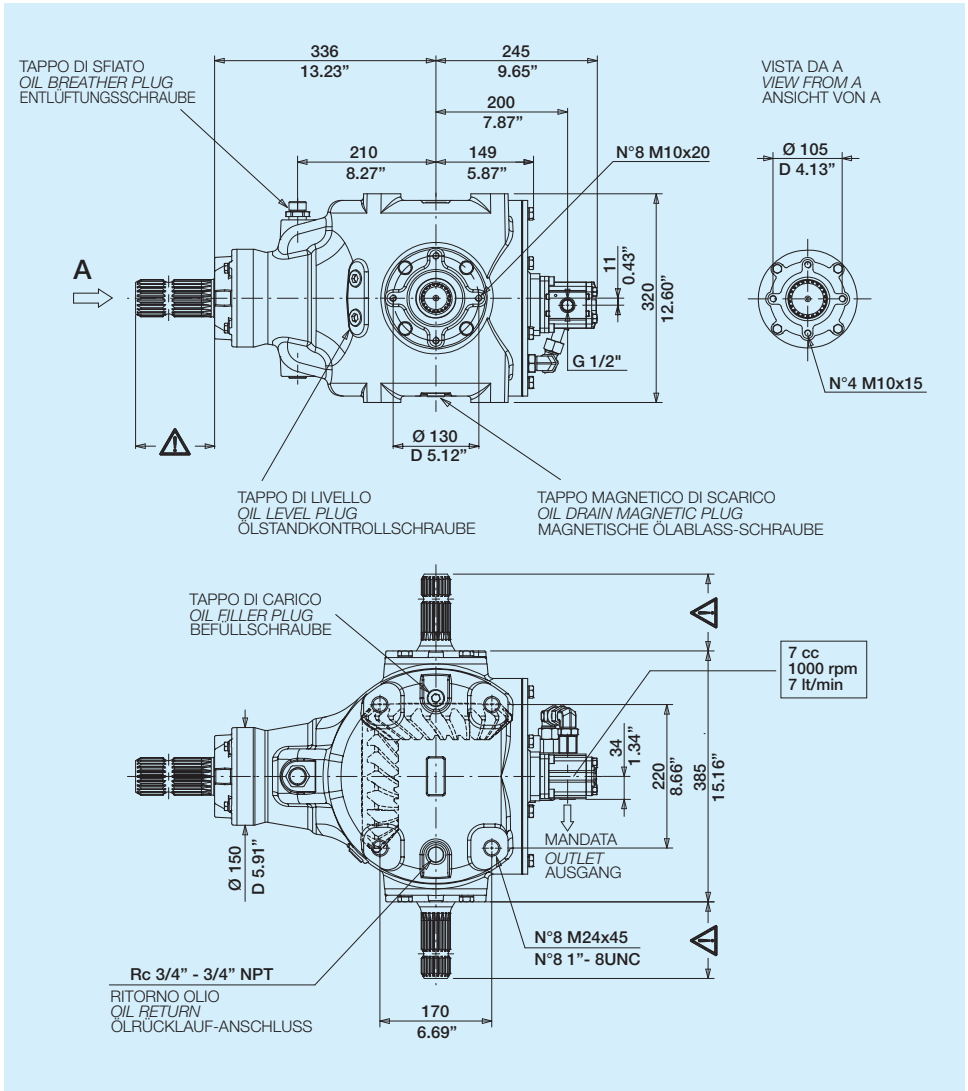 TAPPO DI SFIATO
OIL BREATHER PLUG
ENTLÜFTUNGSSCHRAUBE
336
13.23”
245
9.65”
200
7.87”
210
8.27”
149
5.87”
N°8 M10x20
VISTA DA A
VIEW FROM A
ANSICHT VON A
Ø 105
D 4.13”
A
11
0.43”
320
12.60”
G 1/2"
N°4 M10x15
Ø 130
D 5.12”
TAPPO DI LIVELLO
OIL LEVEL PLUG
ÖLSTANDKONTROLLSCHRAUBE
TAPPO MAGNETICO DI SCARICO
OIL DRAIN MAGNETIC PLUG
MAGNETISCHE ÖLABLASS-SCHRAUBE
TAPPO DI CARICO
OIL FILLER PLUG
BEFÜLLSCHRAUBE
7 cc
1000 rpm
7 lt/min
34
1.34”
220
8.66”
385
15.16”
MANDATA
OUTLET
AUSGANG
Ø 150
D 5.91”
N°8 M24x45
N°8 1”- 8UNC
Rc 3/4” - 3/4” NPT
RITORNO OLIO
OIL RETURN
ÖLRÜCKLAUF-ANSCHLUSS
170
6.69”